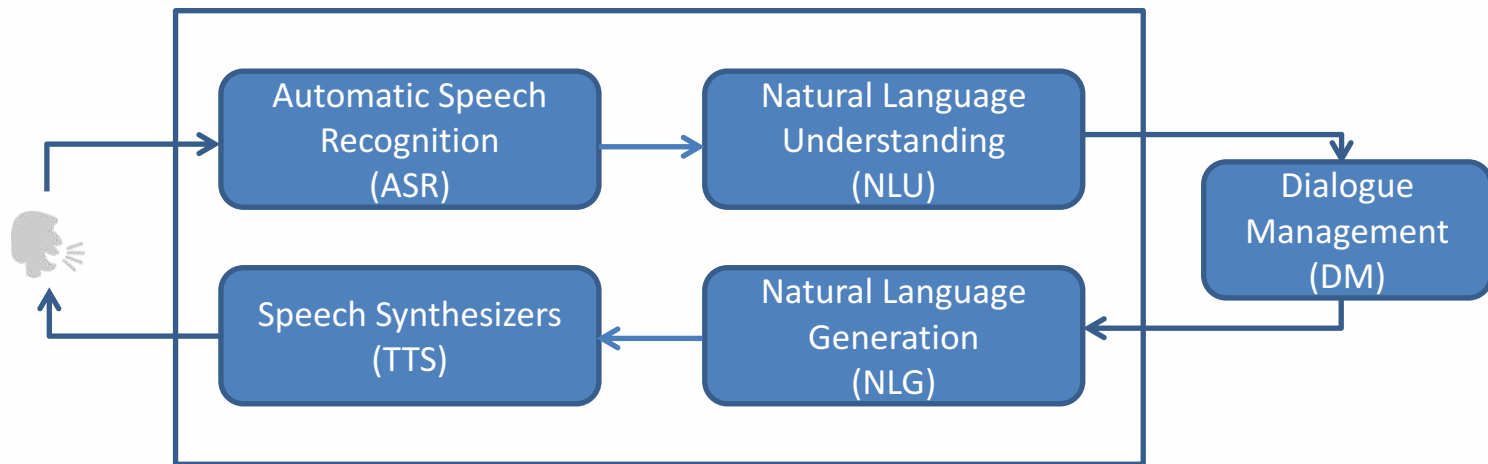 Automatic Speech
Recognition
(ASR)
Natural Language
Understanding
(NLU)
Dialogue
Management
(DM)
Natural Language
Generation
(NLG)
Speech Synthesizers
(TTS)